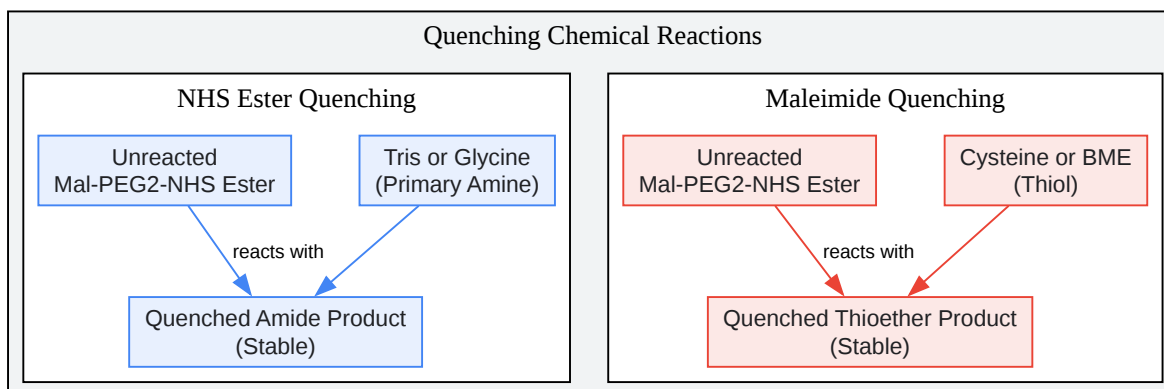 Quenching Chemical Reactions
NHS Ester Quenching
Unreacted
Mal-PEG2-NHS Ester
Tris or Glycine
(Primary Amine)
reacts with
Quenched Amide Product
(Stable)
Maleimide Quenching
Unreacted
Mal-PEG2-NHS Ester
Cysteine or BME
(Thiol)
reacts with
Quenched Thioether Product
(Stable)